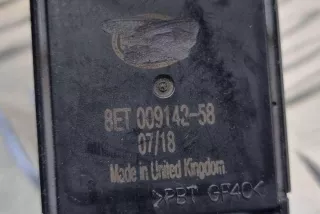 8ET 009142-58
07/18
Made in United Kingdom
>PBT GF40<